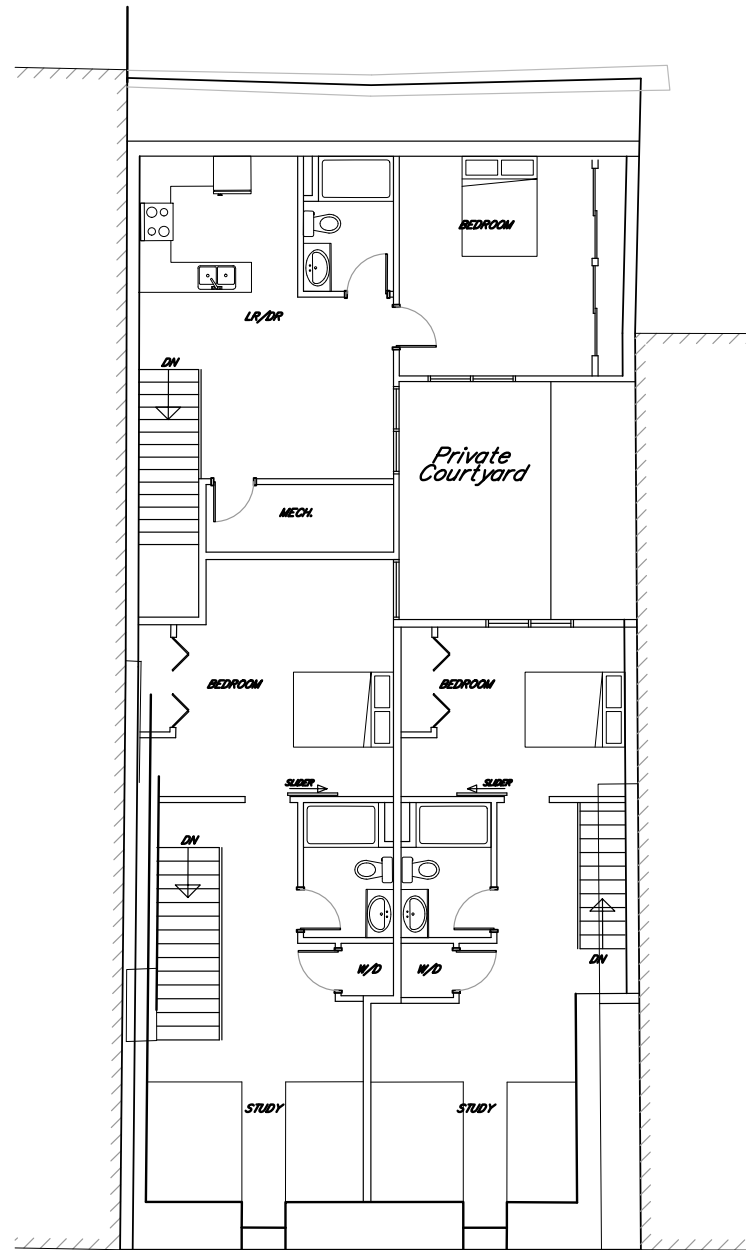 BEDROOM
LR/DR
DN
Private
Courtyard
MECH.
BEDROOM
BEDROOM
SLIDER
SLIDER
DN
DN
W/D
W/D
STUDY
STUDY